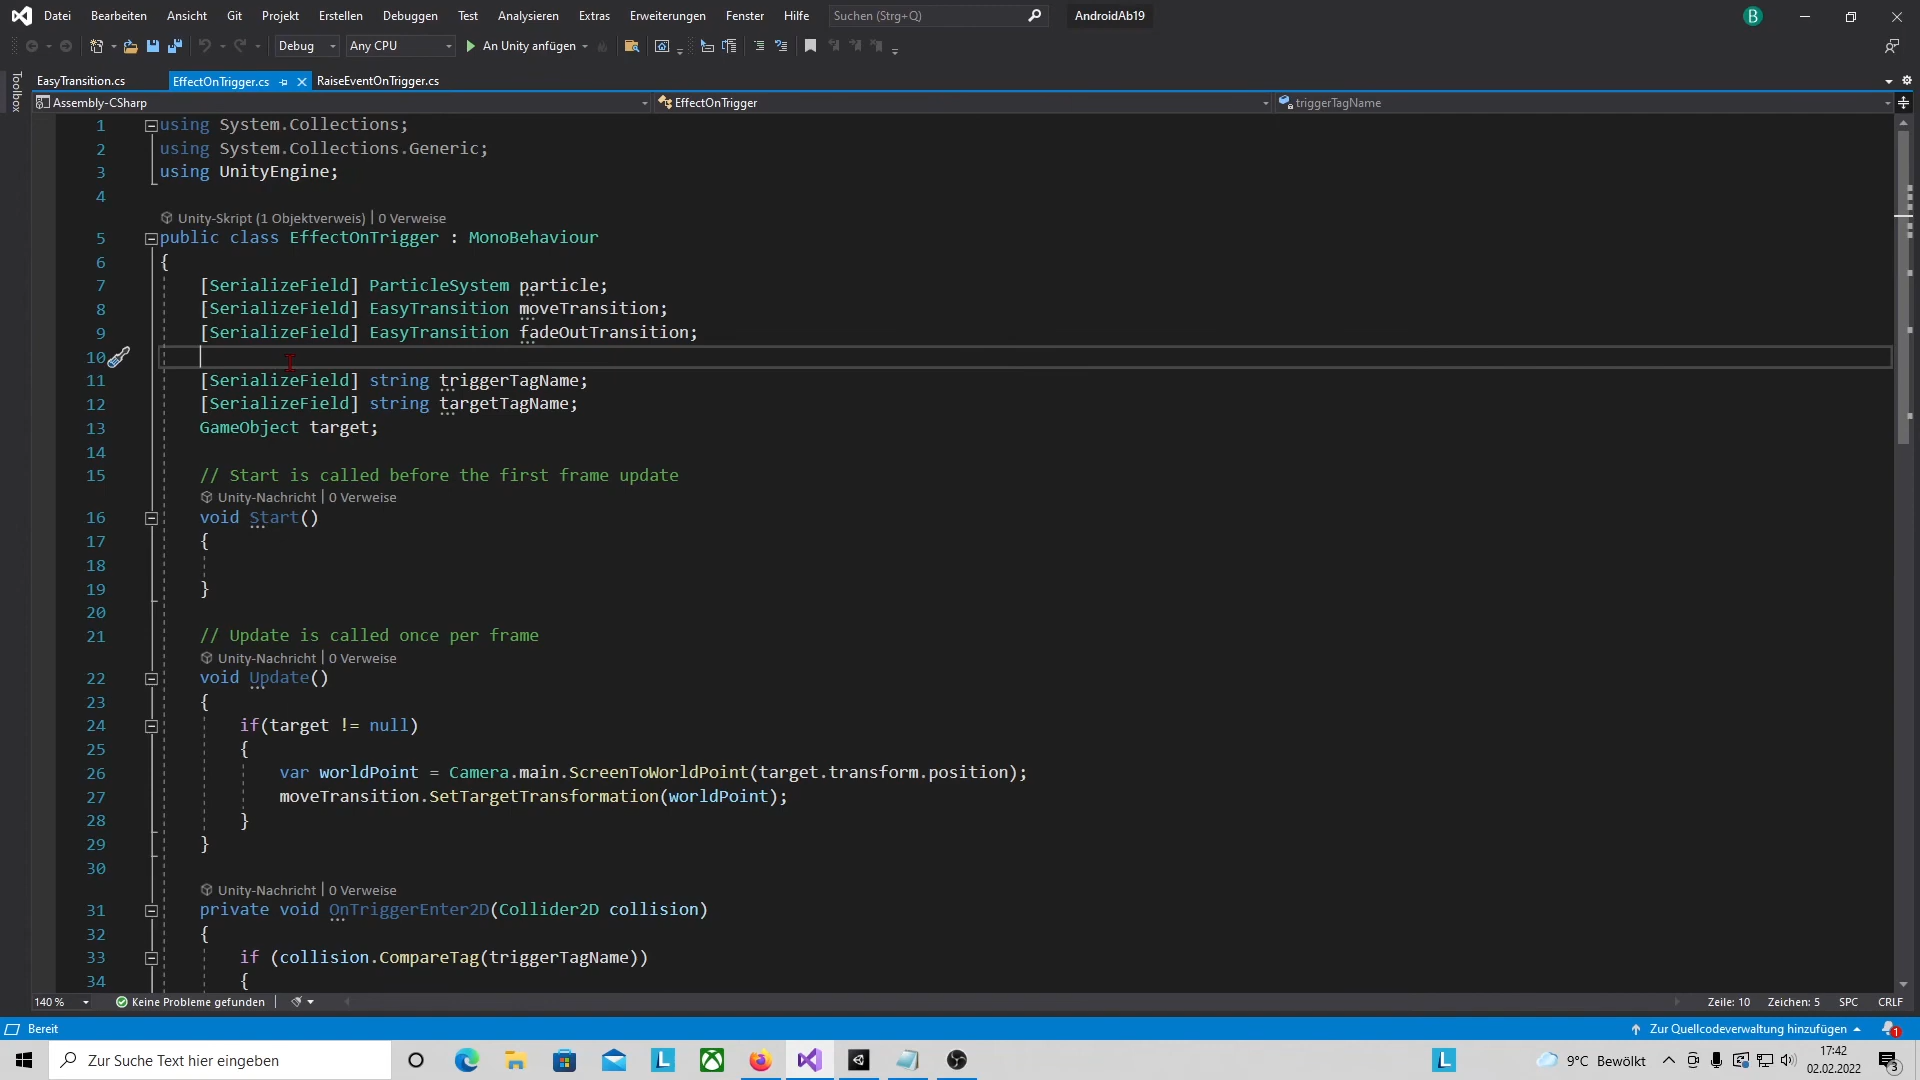 Datei Bearbeiten Ansicht Git Projekt Erstellen Debuggen Test Analysieren Extras Erweiterungen Fenster Hilfe Suchen (Strg+Q) AndroidAb19 B
Debug Any CPU An Unity anfügen
Toolbox
EasyTransition.cs EffectOnTrigger.cs RaiseEventOnTrigger.cs
Assembly-CSharp EffectOnTrigger triggerTagName
1 using System.Collections;
2 using System.Collections.Generic;
3 using UnityEngine;
4
Unity-Skript (1 Objektverweis) | 0 Verweise
5 public class EffectOnTrigger : MonoBehaviour
6 {
7 [SerializeField] ParticleSystem particle;
8 [SerializeField] EasyTransition moveTransition;
9 [SerializeField] EasyTransition fadeOutTransition;
10
11 [SerializeField] string triggerTagName;
12 [SerializeField] string targetTagName;
13 GameObject target;
14
15 // Start is called before the first frame update
Unity-Nachricht | 0 Verweise
16 void Start()
17 {
18
19 }
20
21 // Update is called once per frame
Unity-Nachricht | 0 Verweise
22 void Update()
23 {
24 if(target != null)
25 {
26 var worldPoint = Camera.main.ScreenToWorldPoint(target.transform.position);
27 moveTransition.SetTargetTransformation(worldPoint);
28 }
29 }
30
Unity-Nachricht | 0 Verweise
31 private void OnTriggerEnter2D(Collider2D collision)
32 {
33 if (collision.CompareTag(triggerTagName))
34 {
140 % Keine Probleme gefunden Zeile: 10 Zeichen: 5 SPC CRLF
Bereit Zur Quellcodeverwaltung hinzufügen 1
Zur Suche Text hier eingeben L L 9°C Bewölkt 17:42
02.02.2022 3